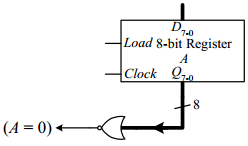 D7-0
Load 8-bit Register
A
Clock Q7-0
8
(A = 0)